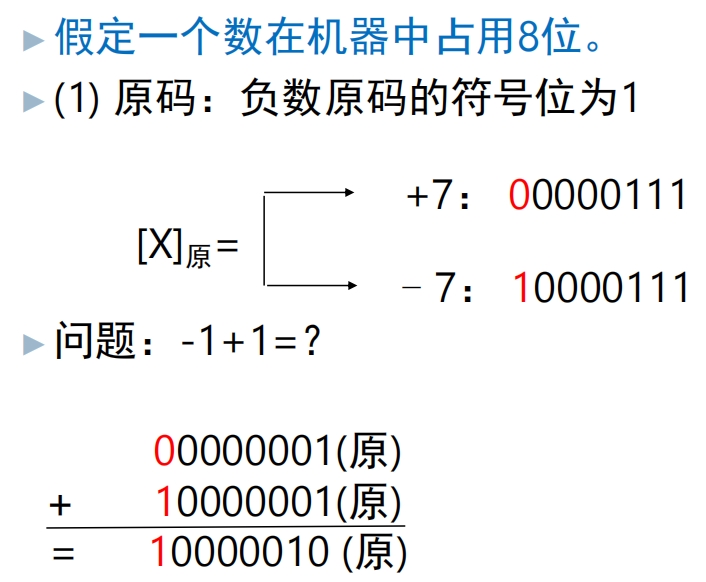 假定一个数在机器中占用8位。
(1) 原码：负数原码的符号位为1
+7： 00000111
[X]原=
– 7： 10000111
问题：-1+1=?
00000001(原)
+ 10000001(原)
= 10000010 (原)